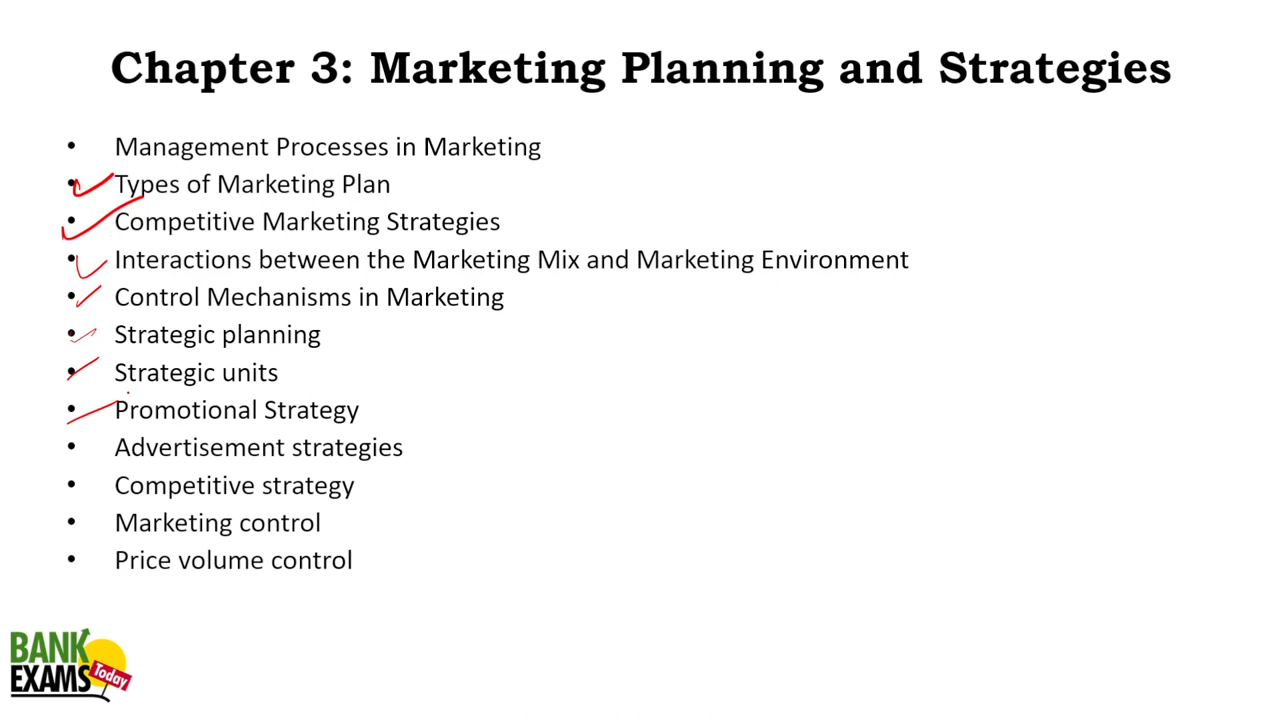 Chapter 3: Marketing Planning and Strategies
• Management Processes in Marketing
• Types of Marketing Plan
• Competitive Marketing Strategies
• Interactions between the Marketing Mix and Marketing Environment
• Control Mechanisms in Marketing
• Strategic planning
• Strategic units
• Promotional Strategy
• Advertisement strategies
• Competitive strategy
• Marketing control
• Price volume control
BANK
EXAMS Today